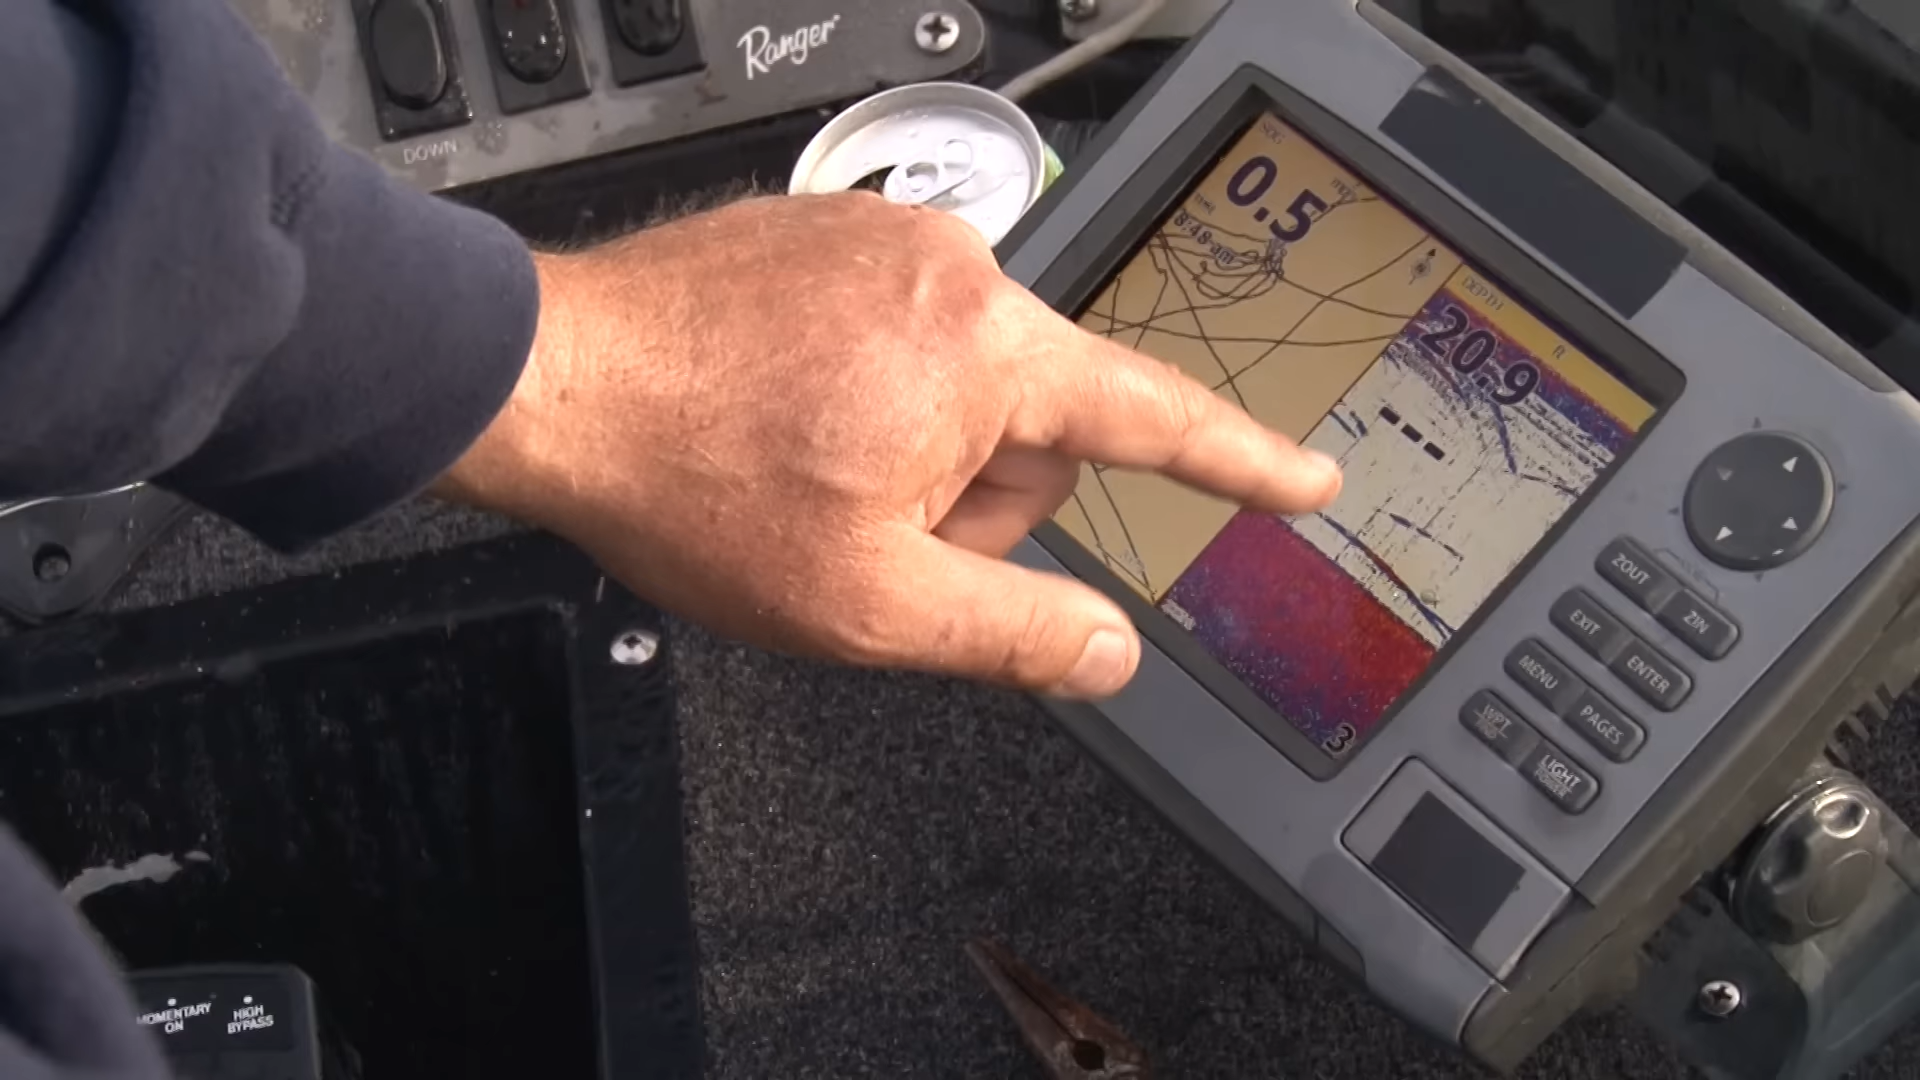 Ranger
DOWN
SOG
0.5
mph
8:48 am
DEPTH
ft
20.9
---
3
ZOUT
ZIN
EXIT
ENTER
MENU
PAGES
WPT
LIGHT
POWER
MOMENTARY
ON
HIGH
BYPASS